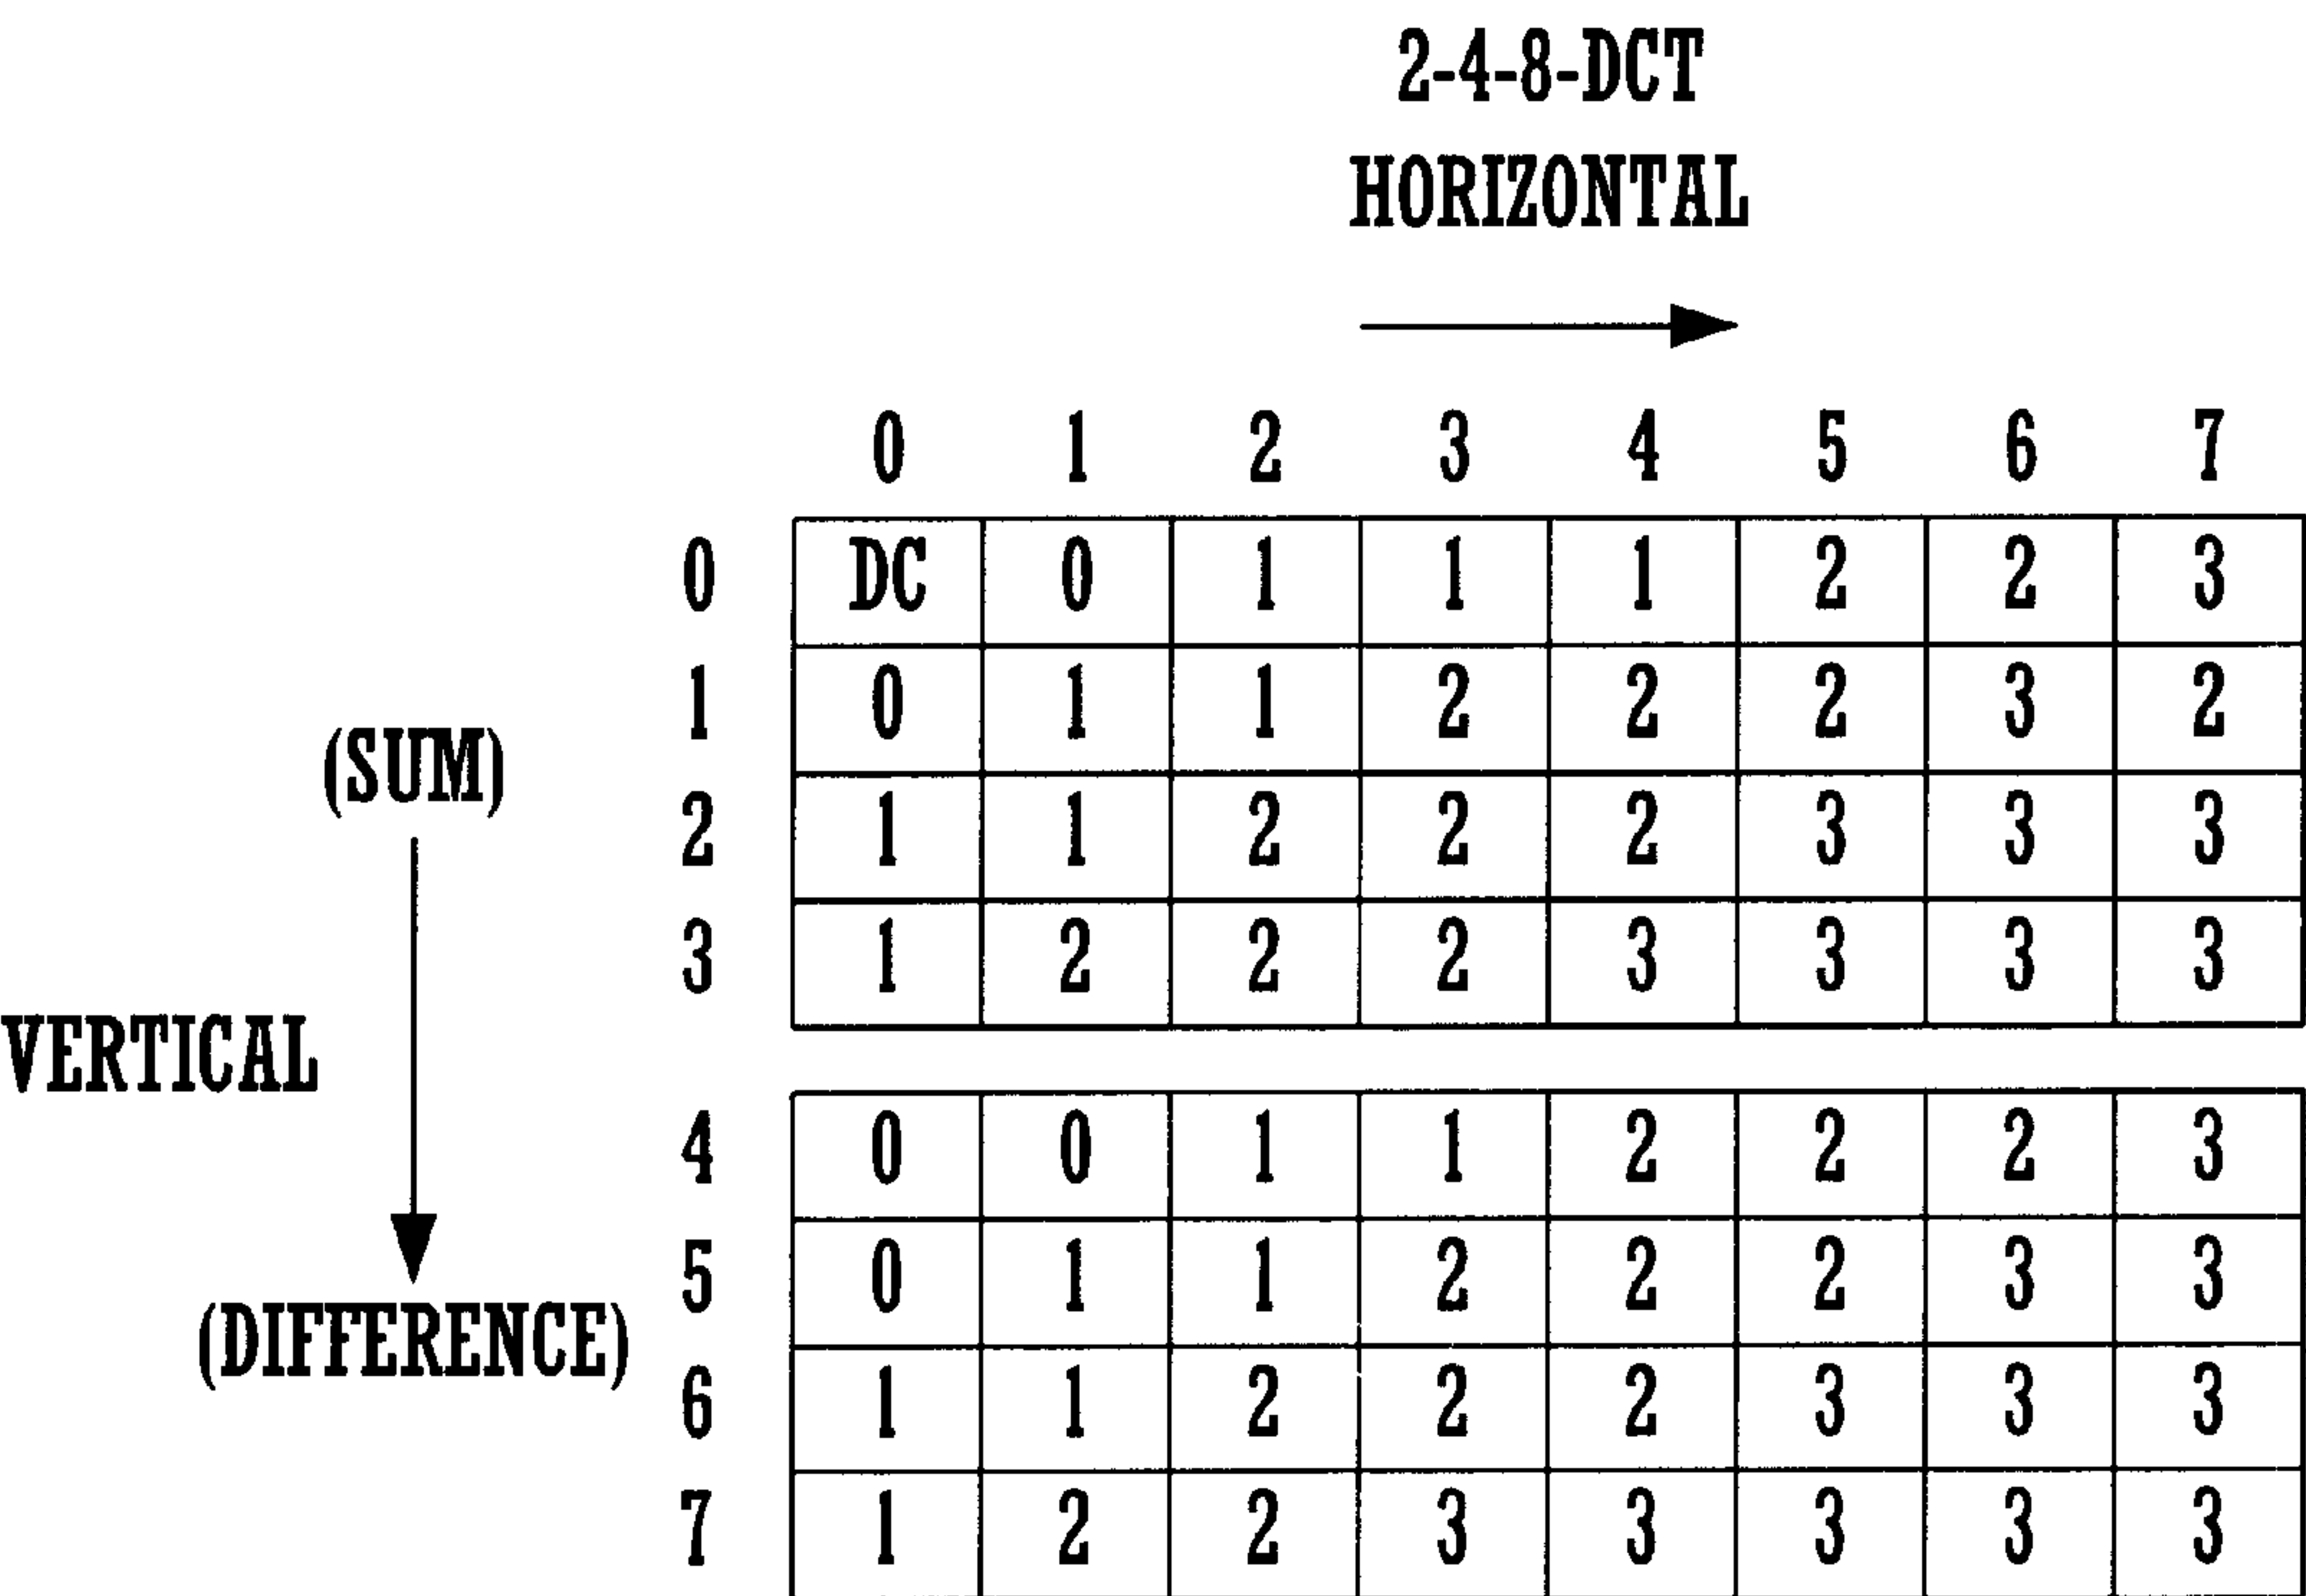 2-4-8-DCT
HORIZONTAL
0 1 2 3 4 5 6 7
0 DC 0 1 1 1 2 2 3
1 0 1 1 2 2 2 3 2
(SUM)
2 1 1 2 2 2 3 3 3
3 1 2 2 2 3 3 3 3
VERTICAL
4 0 0 1 1 2 2 2 3
5 0 1 1 2 2 2 3 3
(DIFFERENCE)
6 1 1 2 2 2 3 3 3
7 1 2 2 3 3 3 3 3